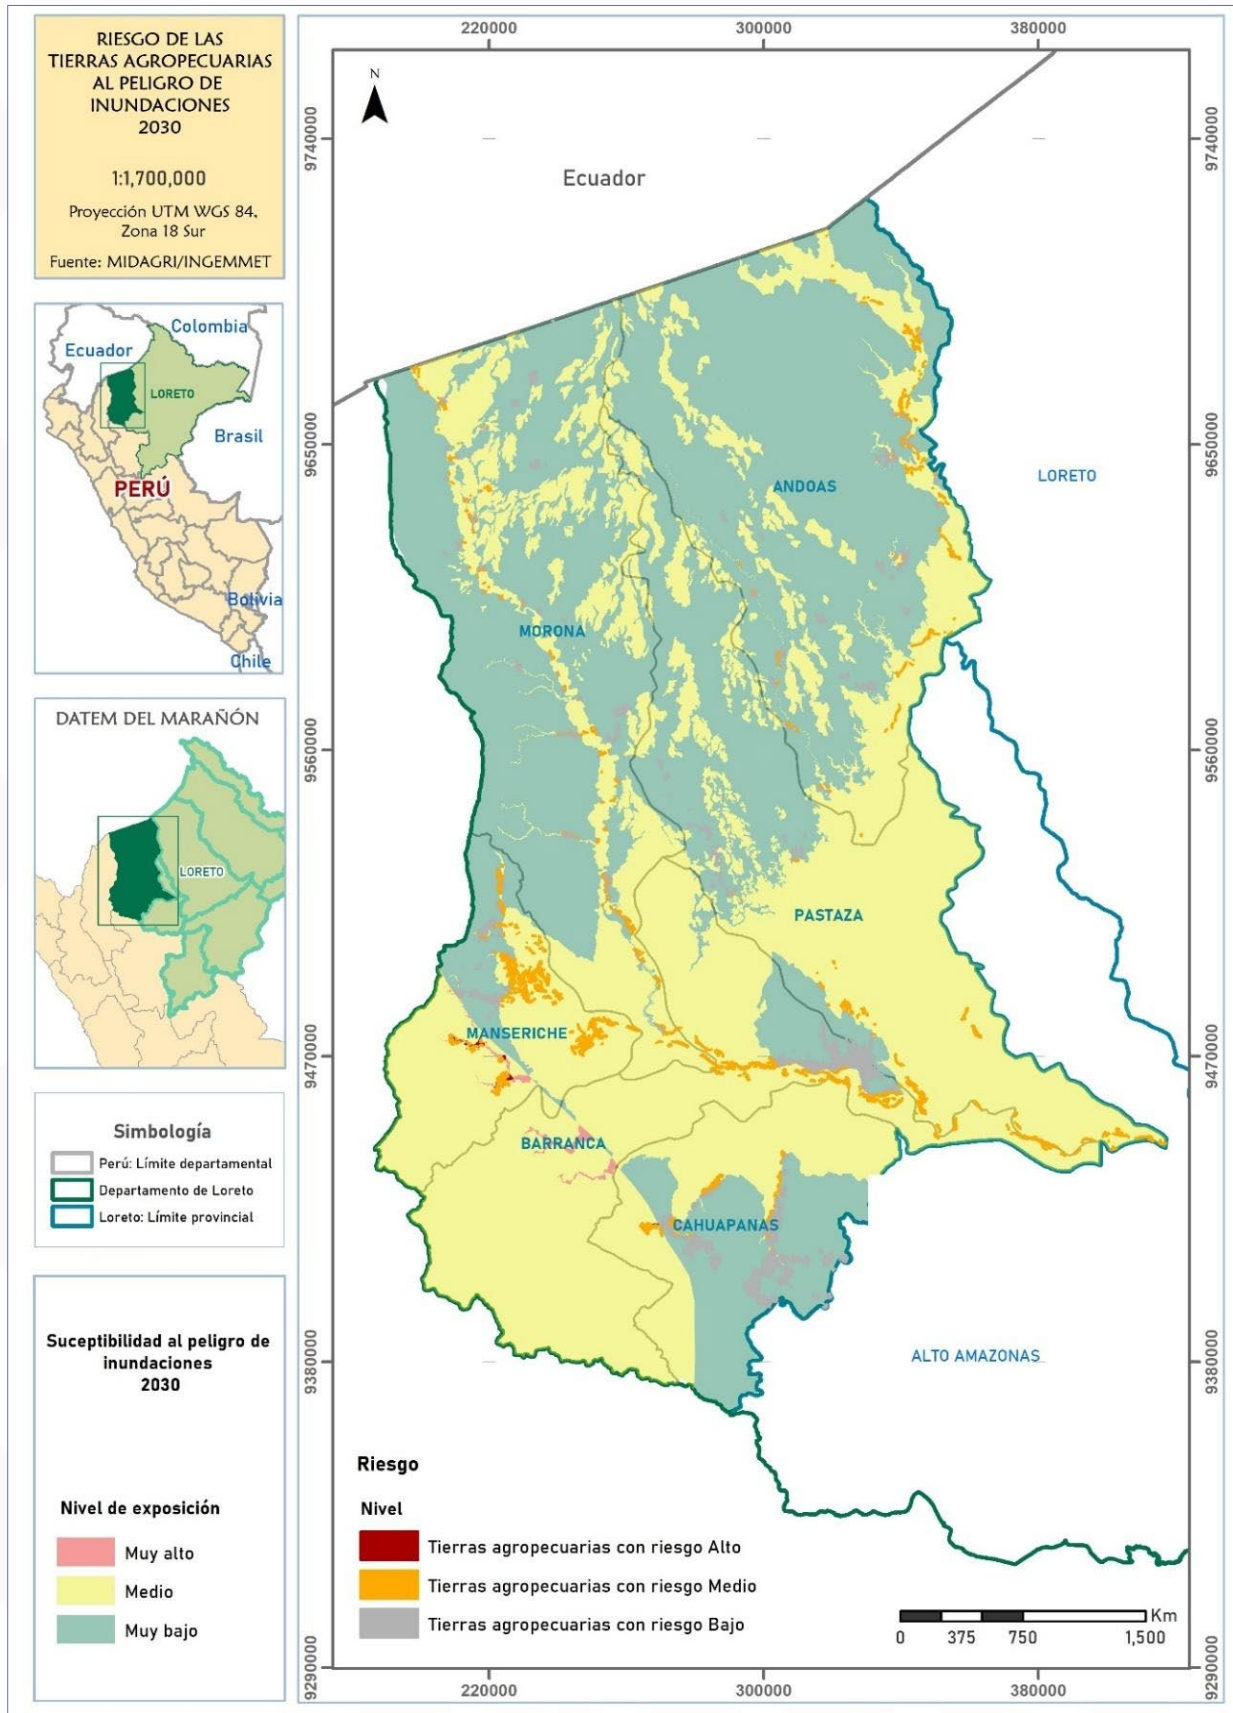 RIESGO DE LAS
TIERRAS AGROPECUARIAS
AL PELIGRO DE
INUNDACIONES
2030
1:1,700,000
Proyección UTM WGS 84,
Zona 18 Sur
Fuente: MIDAGRI/INGEMMET
Colombia
Ecuador
LORETO
Brasil
PERÚ
Bolivia
Chile
DATEM DEL MARAÑÓN
LORETO
Simbología
Perú: Límite departamental
Departamento de Loreto
Loreto: Límite provincial
Suceptibilidad al peligro de
inundaciones
2030
Nivel de exposición
Muy alto
Medio
Muy bajo
220000
300000
380000
N
9740000
9740000
Ecuador
9650000
9650000
ANDOAS
LORETO
MORONA
9560000
9560000
PASTAZA
MANSERICHE
9470000
9470000
BARRANCA
CAHUAPANAS
9380000
9380000
ALTO AMAZONAS
Riesgo
Nivel
Tierras agropecuarias con riesgo Alto
Tierras agropecuarias con riesgo Medio
Tierras agropecuarias con riesgo Bajo
Km
0 375 750 1,500
9290000
9290000
220000
300000
380000